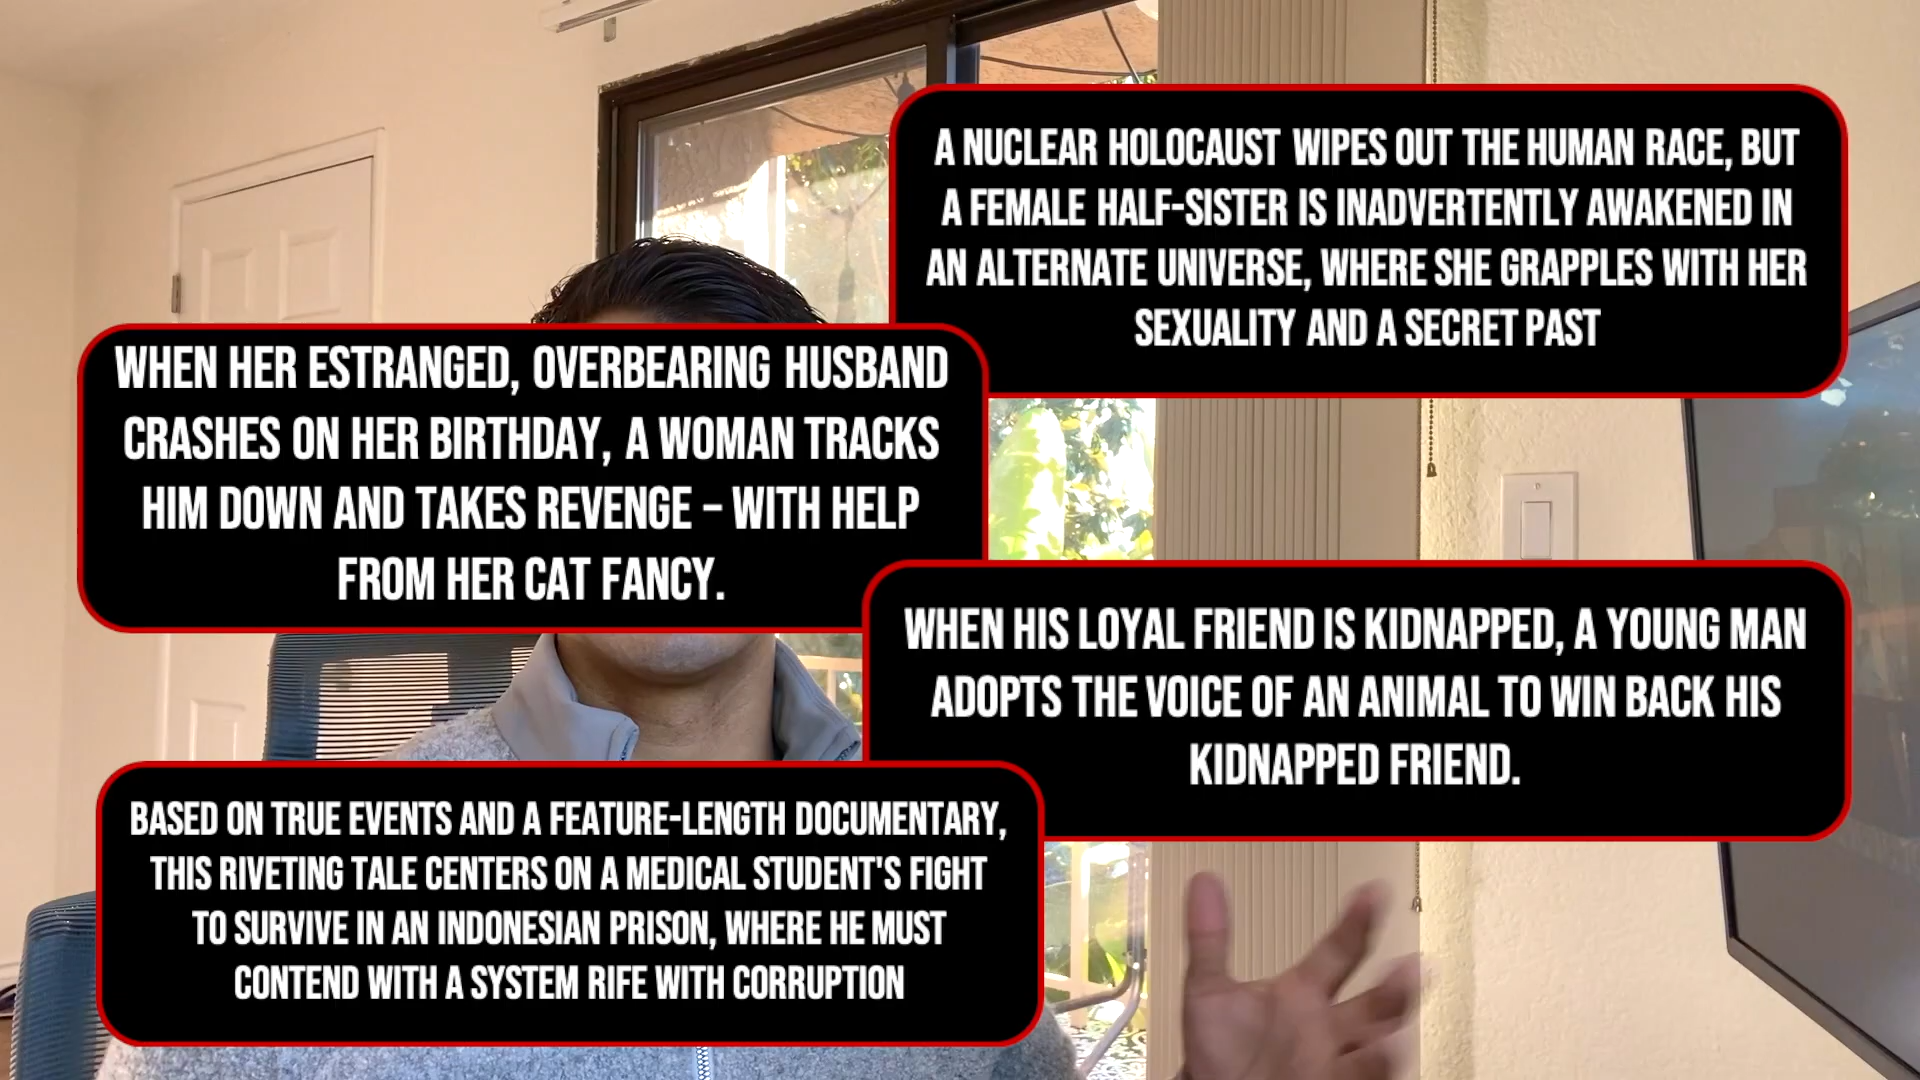 A NUCLEAR HOLOCAUST WIPES OUT THE HUMAN RACE, BUT
A FEMALE HALF-SISTER IS INADVERTENTLY AWAKENED IN
AN ALTERNATE UNIVERSE, WHERE SHE GRAPPLES WITH HER
SEXUALITY AND A SECRET PAST
WHEN HER ESTRANGED, OVERBEARING HUSBAND
CRASHES ON HER BIRTHDAY, A WOMAN TRACKS
HIM DOWN AND TAKES REVENGE – WITH HELP
FROM HER CAT FANCY.
WHEN HIS LOYAL FRIEND IS KIDNAPPED, A YOUNG MAN
ADOPTS THE VOICE OF AN ANIMAL TO WIN BACK HIS
KIDNAPPED FRIEND.
BASED ON TRUE EVENTS AND A FEATURE-LENGTH DOCUMENTARY,
THIS RIVETING TALE CENTERS ON A MEDICAL STUDENT'S FIGHT
TO SURVIVE IN AN INDONESIAN PRISON, WHERE HE MUST
CONTEND WITH A SYSTEM RIFE WITH CORRUPTION